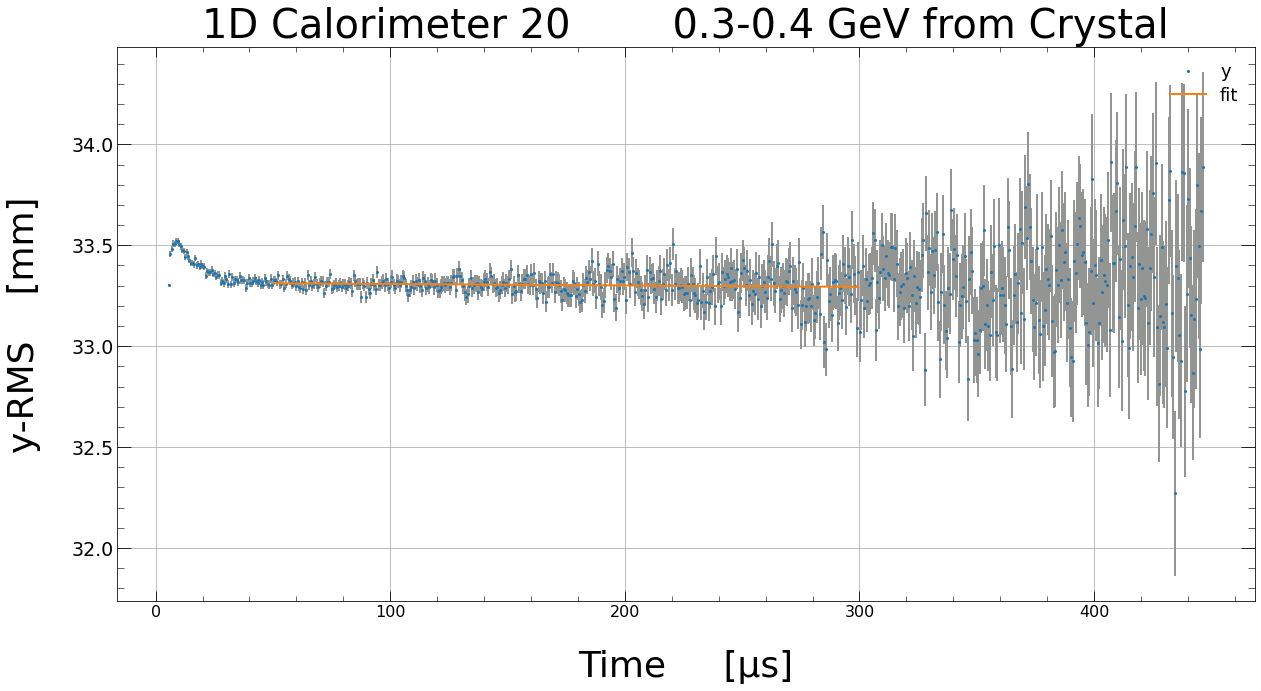 1D Calorimeter 20 0.3-0.4 GeV from Crystal
y
fit
y-RMS [mm]
34.0
33.5
33.0
32.5
32.0
0 100 200 300 400
Time [µs]